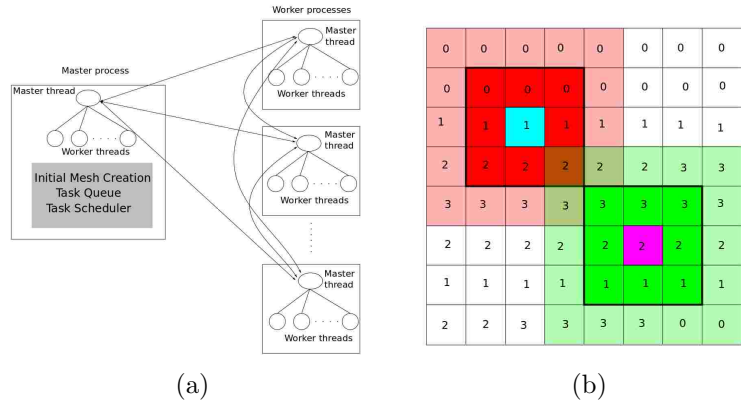 Worker processes
Master
thread
Worker threads
Master process
Master thread
Worker threads
Initial Mesh Creation
Task Queue
Task Scheduler
Master
thread
Worker threads
Master
thread
Worker threads
(a)
0 0 0 0 0 0 0 0
0 0 0 0 0 0 0 0
1 1 1 1 1 1 1 1
2 2 2 2 2 2 3 3
3 3 3 3 3 3 3 3
2 2 2 2 2 2 2 2
1 1 1 1 1 1 1 1
2 2 3 3 3 3 0 0
(b)